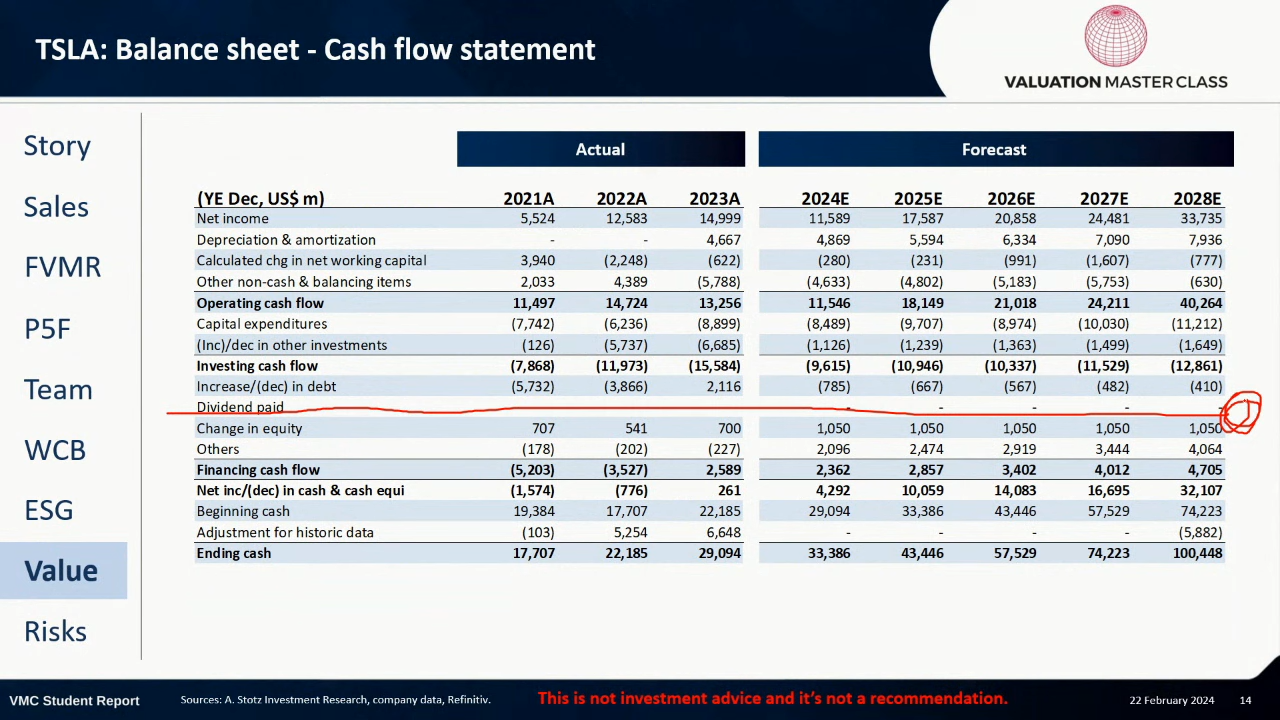 TSLA: Balance sheet - Cash flow statement
VALUATION MASTER CLASS
Story
Sales
FVMR
P5F
Team
WCB
ESG
Value
Risks
Actual Forecast
(YE Dec, US$ m) 2021A 2022A 2023A 2024E 2025E 2026E 2027E 2028E
Net income 5,524 12,583 14,999 11,589 17,587 20,858 24,481 33,735
Depreciation & amortization - - 4,667 4,869 5,594 6,334 7,090 7,936
Calculated chg in net working capital 3,940 (2,248) (622) (280) (231) (991) (1,607) (777)
Other non-cash & balancing items 2,033 4,389 (5,788) (4,633) (4,802) (5,183) (5,753) (630)
Operating cash flow 11,497 14,724 13,256 11,546 18,149 21,018 24,211 40,264
Capital expenditures (7,742) (6,236) (8,899) (8,489) (9,707) (8,974) (10,030) (11,212)
(Inc)/dec in other investments (126) (5,737) (6,685) (1,126) (1,239) (1,363) (1,499) (1,649)
Investing cash flow (7,868) (11,973) (15,584) (9,615) (10,946) (10,337) (11,529) (12,861)
Increase/(dec) in debt (5,732) (3,866) 2,116 (785) (667) (567) (482) (410)
Dividend paid - - - - -
Change in equity 707 541 700 1,050 1,050 1,050 1,050 1,050
Others (178) (202) (227) 2,096 2,474 2,919 3,444 4,064
Financing cash flow (5,203) (3,527) 2,589 2,362 2,857 3,402 4,012 4,705
Net inc/(dec) in cash & cash equi (1,574) (776) 261 4,292 10,059 14,083 16,695 32,107
Beginning cash 19,384 17,707 22,185 29,094 33,386 43,446 57,529 74,223
Adjustment for historic data (103) 5,254 6,648 - - - - (5,882)
Ending cash 17,707 22,185 29,094 33,386 43,446 57,529 74,223 100,448
VMC Student Report
Sources: A. Stotz Investment Research, company data, Refinitiv.
This is not investment advice and it's not a recommendation.
22 February 2024 14